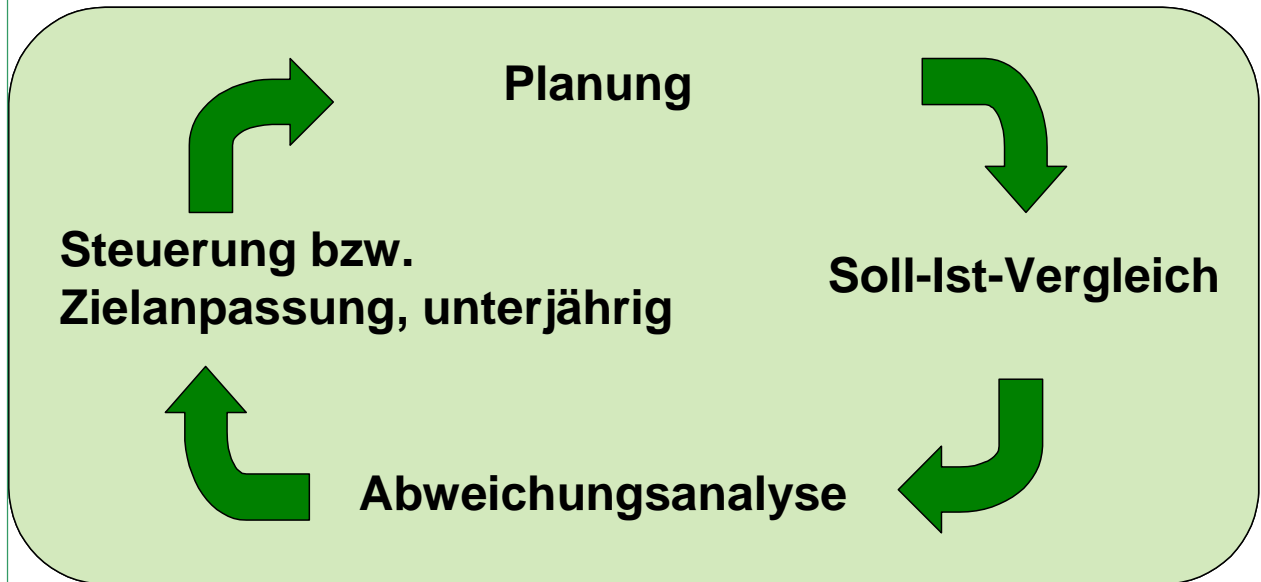 Planung
Steuerung bzw.
Zielanpassung, unterjährig
Soll-Ist-Vergleich
Abweichungsanalyse